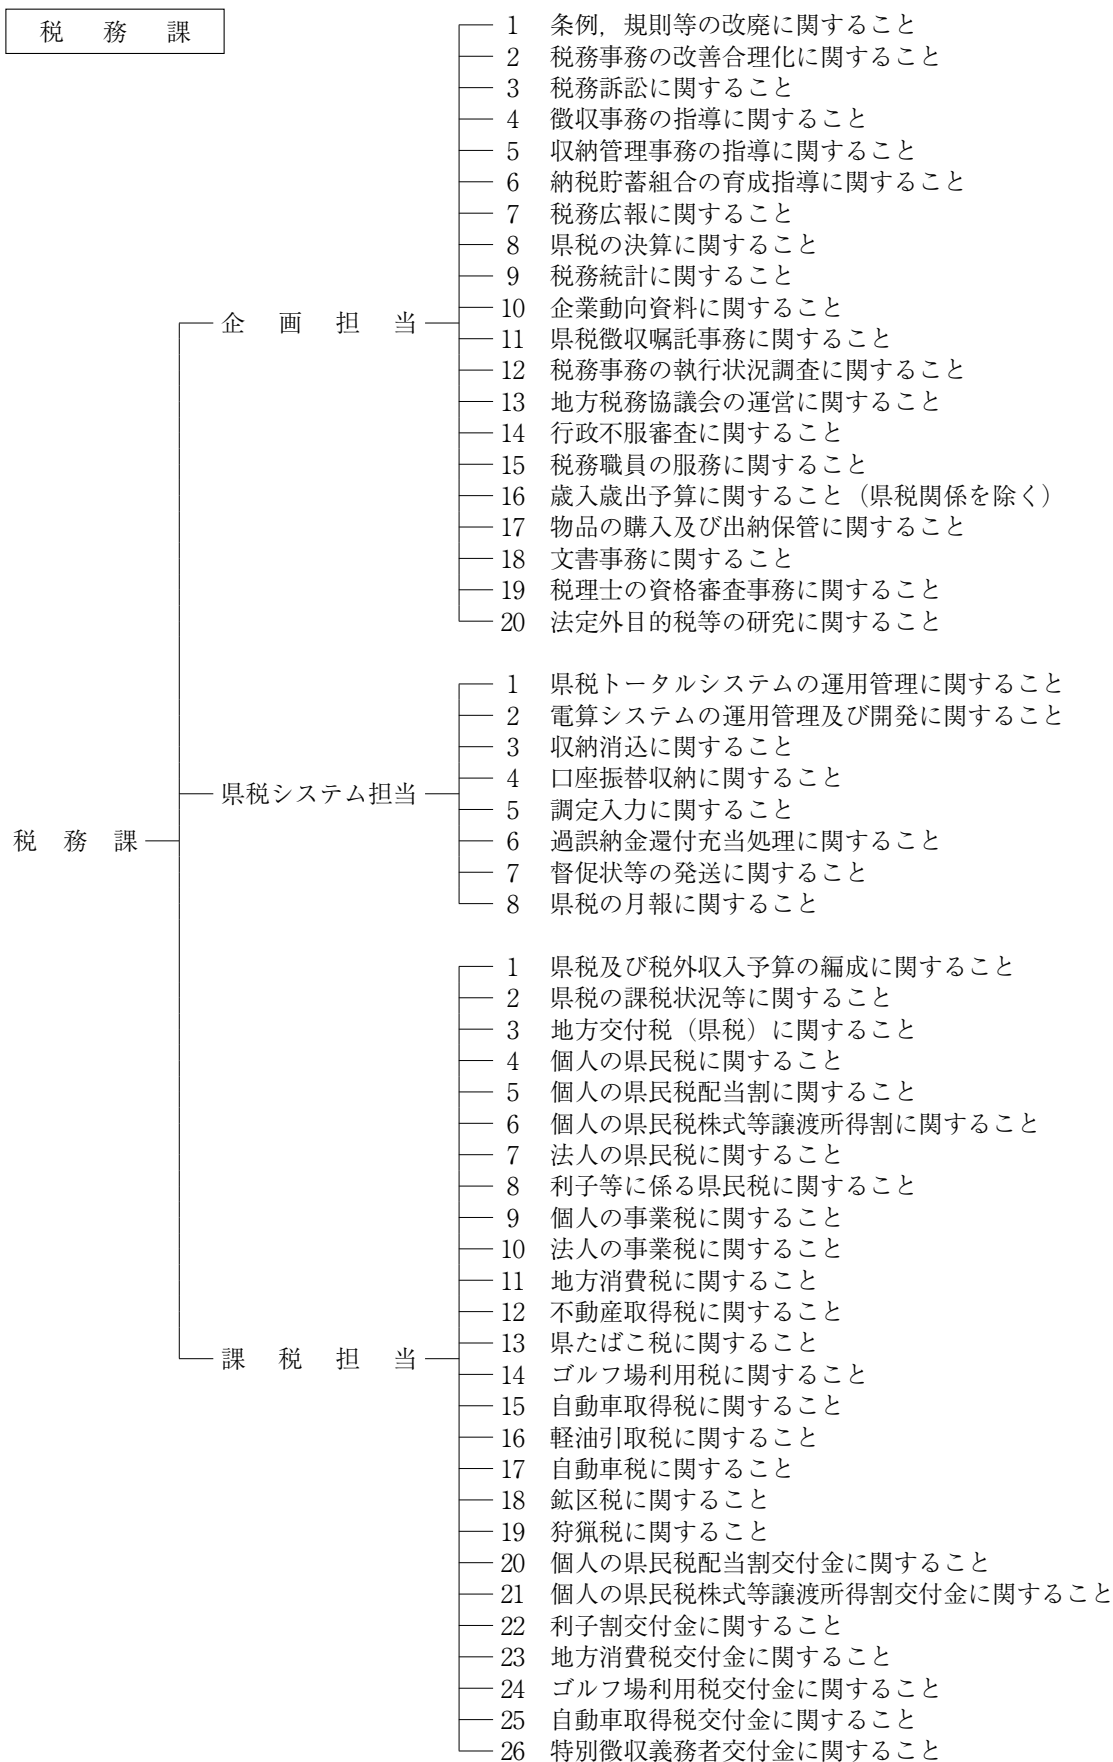 税務課
1 条例，規則等の改廃に関すること
2 税務事務の改善合理化に関すること
3 税務訴訟に関すること
4 徴収事務の指導に関すること
5 収納管理事務の指導に関すること
6 納税貯蓄組合の育成指導に関すること
7 税務広報に関すること
8 県税の決算に関すること
9 税務統計に関すること
10 企業動向資料に関すること
企画担当
11 県税徴収嘱託事務に関すること
12 税務事務の執行状況調査に関すること
13 地方税務協議会の運営に関すること
14 行政不服審査に関すること
15 税務職員の服務に関すること
16 歳入歳出予算に関すること（県税関係を除く）
17 物品の購入及び出納保管に関すること
18 文書事務に関すること
19 税理士の資格審査事務に関すること
20 法定外目的税等の研究に関すること
1 県税トータルシステムの運用管理に関すること
2 電算システムの運用管理及び開発に関すること
3 収納消込に関すること
4 口座振替収納に関すること
県税システム担当
5 調定入力に関すること
税務課
6 過誤納金還付充当処理に関すること
7 督促状等の発送に関すること
8 県税の月報に関すること
1 県税及び税外収入予算の編成に関すること
2 県税の課税状況等に関すること
3 地方交付税（県税）に関すること
4 個人の県民税に関すること
5 個人の県民税配当割に関すること
6 個人の県民税株式等譲渡所得割に関すること
7 法人の県民税に関すること
8 利子等に係る県民税に関すること
9 個人の事業税に関すること
10 法人の事業税に関すること
11 地方消費税に関すること
12 不動産取得税に関すること
13 県たばこ税に関すること
課税担当
14 ゴルフ場利用税に関すること
15 自動車取得税に関すること
16 軽油引取税に関すること
17 自動車税に関すること
18 鉱区税に関すること
19 狩猟税に関すること
20 個人の県民税配当割交付金に関すること
21 個人の県民税株式等譲渡所得割交付金に関すること
22 利子割交付金に関すること
23 地方消費税交付金に関すること
24 ゴルフ場利用税交付金に関すること
25 自動車取得税交付金に関すること
26 特別徴収義務者交付金に関すること